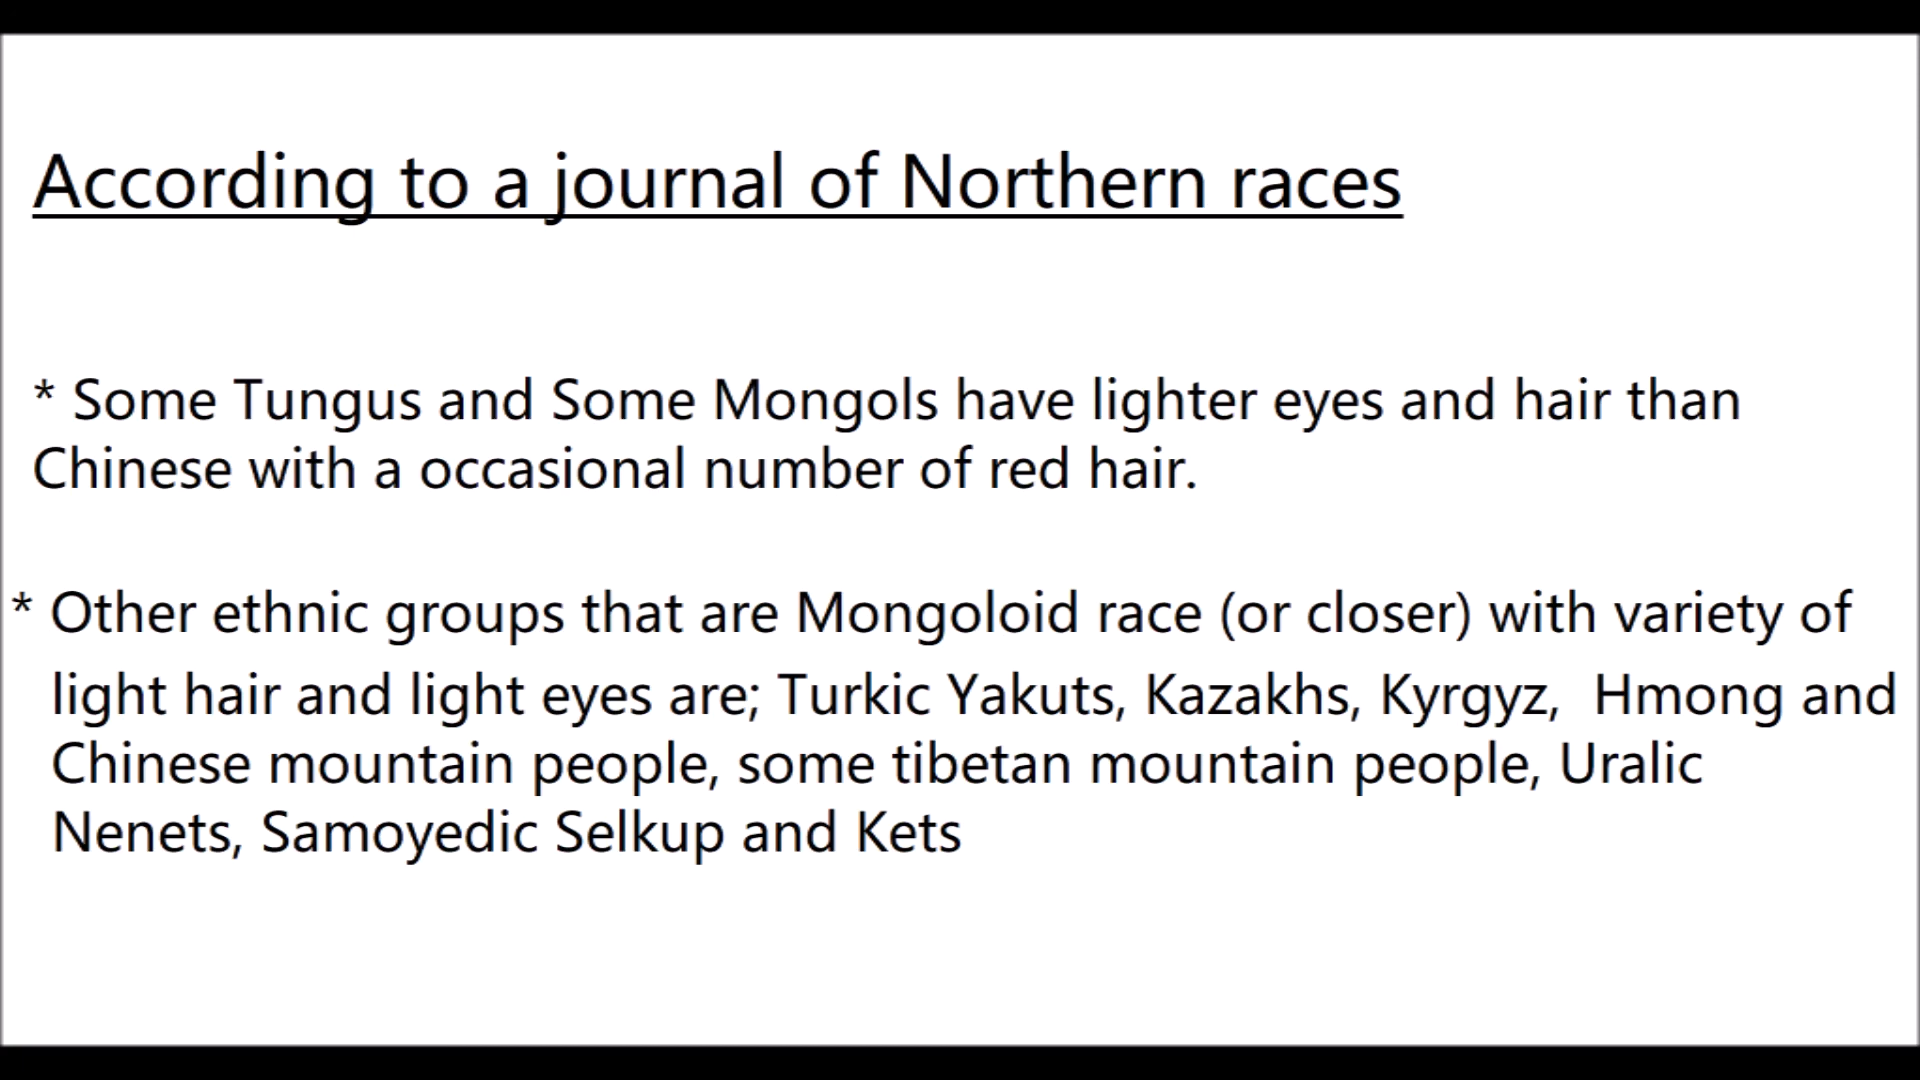 According to a journal of Northern races
* Some Tungus and Some Mongols have lighter eyes and hair than
Chinese with a occasional number of red hair.
* Other ethnic groups that are Mongoloid race (or closer) with variety of
light hair and light eyes are; Turkic Yakuts, Kazakhs, Kyrgyz,  Hmong and
Chinese mountain people, some tibetan mountain people, Uralic
Nenets, Samoyedic Selkup and Kets